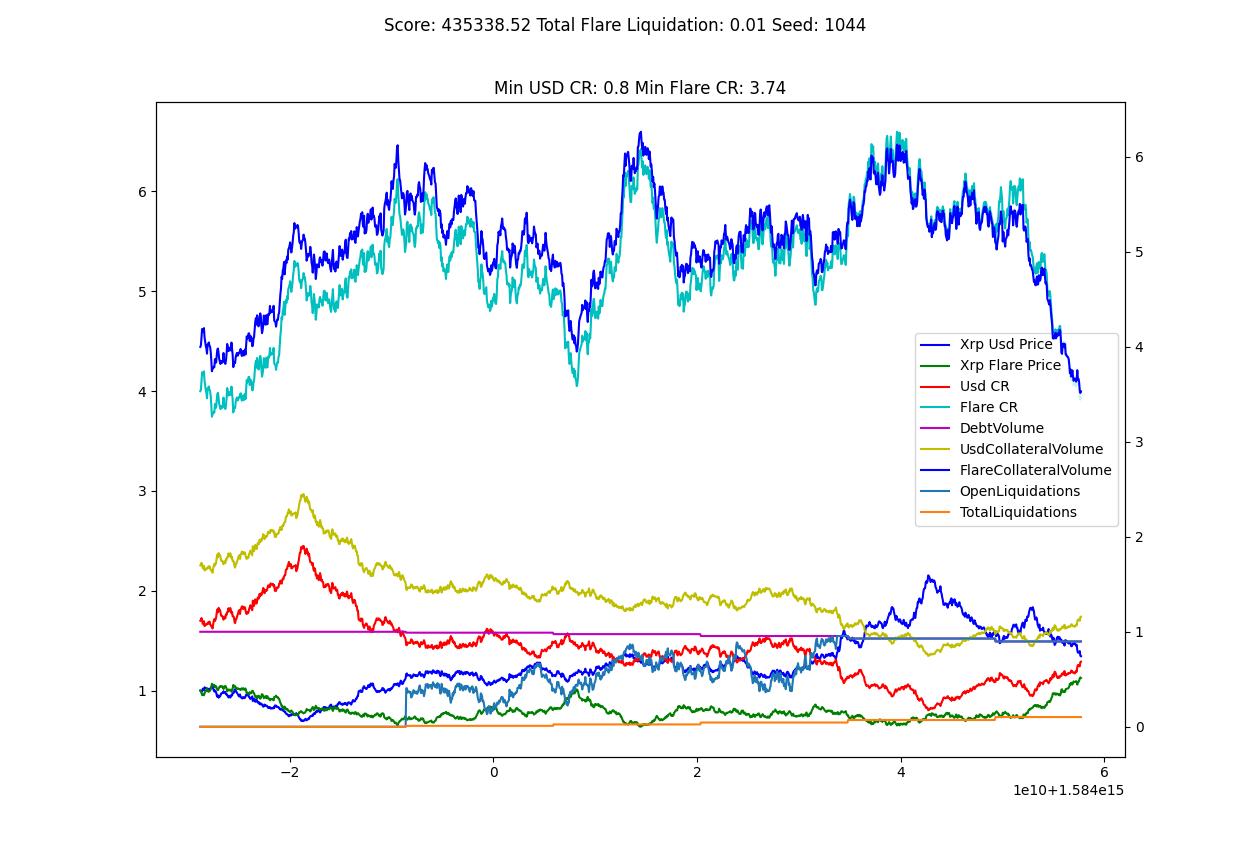 Score: 435338.52 Total Flare Liquidation: 0.01 Seed: 1044
Min USD CR: 0.8 Min Flare CR: 3.74
6
6
5
5
4
4
3
3
2
2
1
1
0
Xrp Usd Price
Xrp Flare Price
Usd CR
Flare CR
DebtVolume
UsdCollateralVolume
FlareCollateralVolume
OpenLiquidations
TotalLiquidations
−2 0 2 4 6
1e10+1.584e15